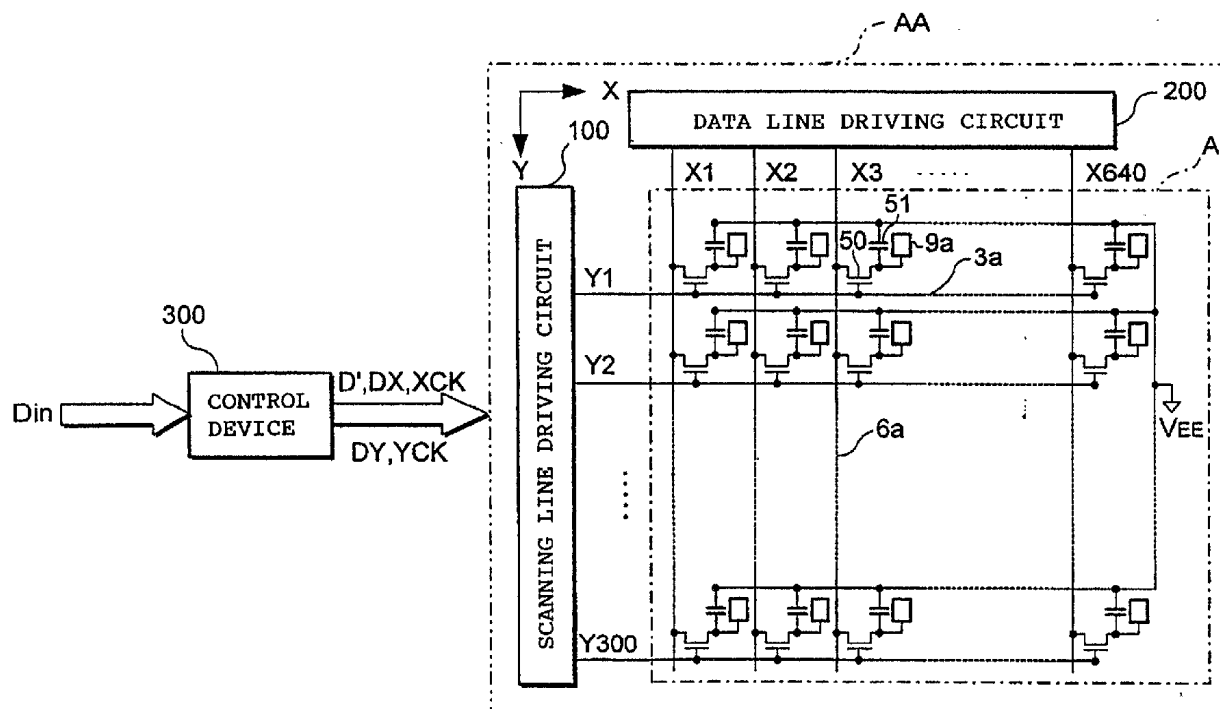 AA
X
Y
100
DATA LINE DRIVING CIRCUIT
200
A
X1
X2
X3
.....
X640
SCANNING LINE DRIVING CIRCUIT
51
50
9a
3a
Y1
Y2
300
Din
CONTROL
DEVICE
D',DX,XCK
DY,YCK
6a
VEE
.....
Y300